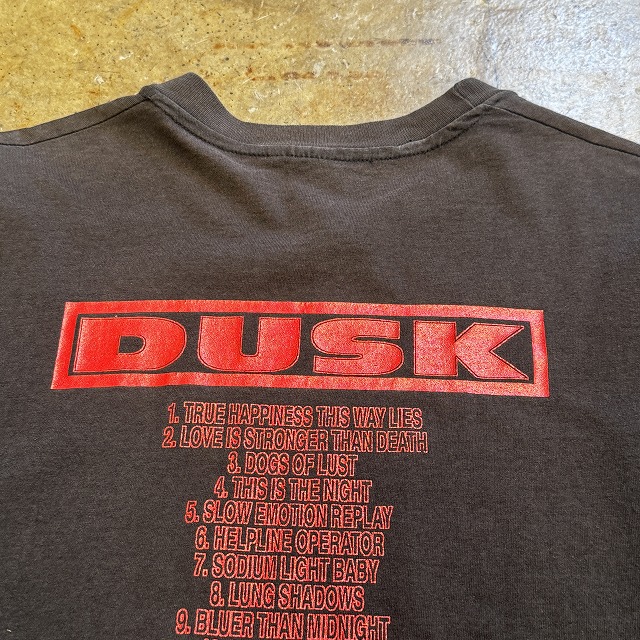 DUSK
1. TRUE HAPPINESS THIS WAY LIES
2. LOVE IS STRONGER THAN DEATH
3. DOGS OF LUST
4. THIS IS THE NIGHT
5. SLOW EMOTION REPLAY
6. HELPLINE OPERATOR
7. SODIUM LIGHT BABY
8. LUNG SHADOWS
9. BLUER THAN MIDNIGHT